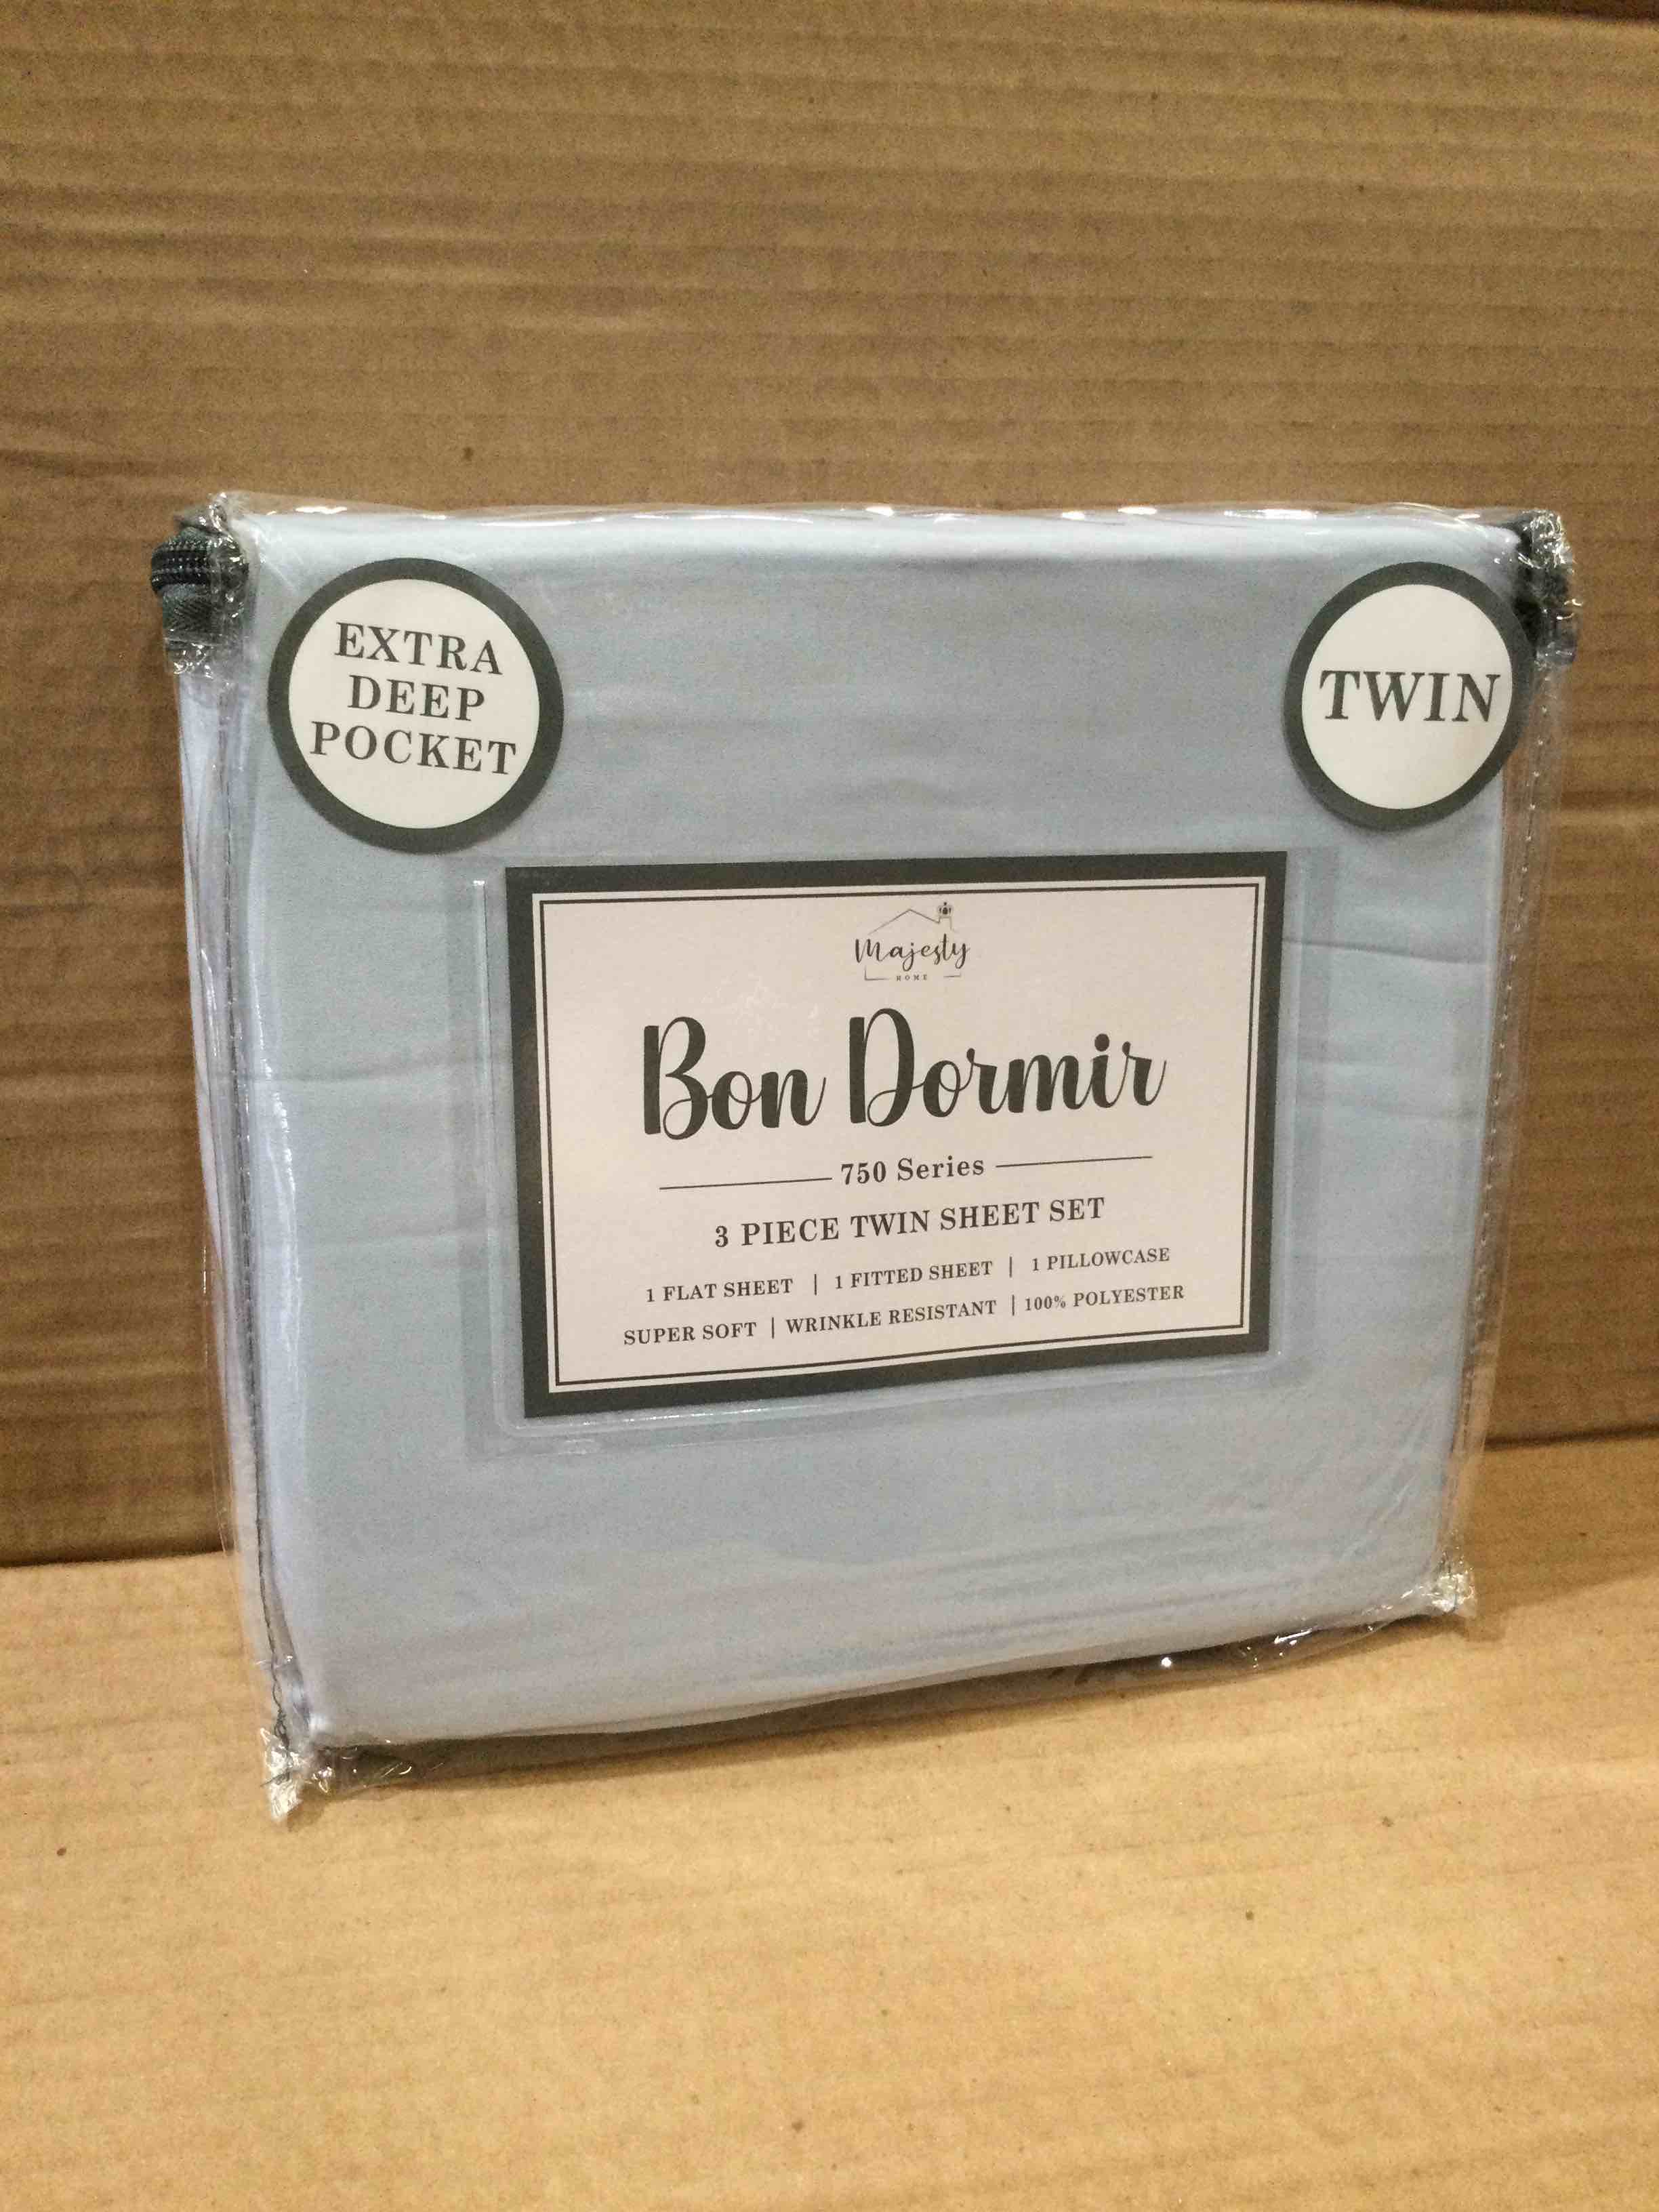 EXTRA
DEEP
POCKET
TWIN
Majesty
HOME
Bon Dormir
750 Series
3 PIECE TWIN SHEET SET
1 FLAT SHEET | 1 FITTED SHEET | 1 PILLOWCASE
SUPER SOFT | WRINKLE RESISTANT | 100% POLYESTER